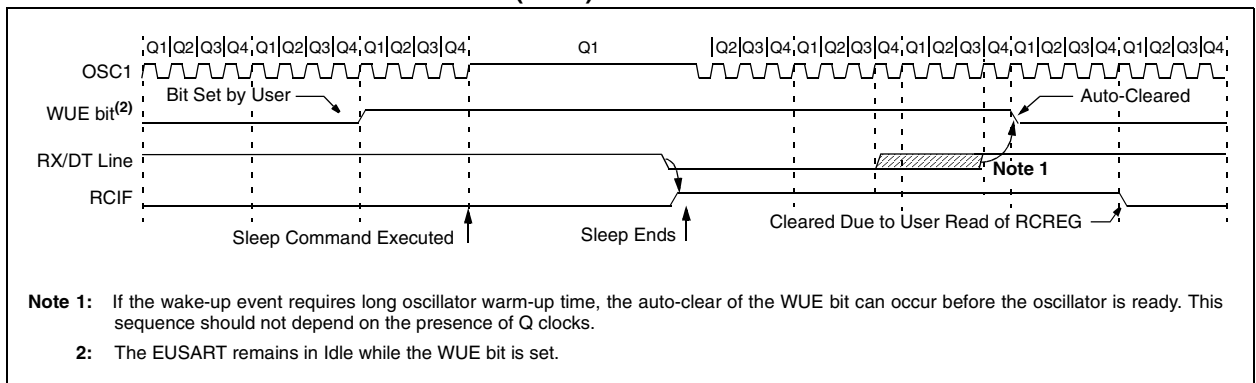 Q1 Q2 Q3 Q4 Q1 Q2 Q3 Q4 Q1 Q2 Q3 Q4 Q1 Q2 Q3 Q4 Q1 Q2 Q3 Q4 Q1 Q2 Q3 Q4 Q1 Q2 Q3 Q4
OSC1
Bit Set by User
Auto-Cleared
WUE bit(2)
RX/DT Line
Note 1
RCIF
Cleared Due to User Read of RCREG
Sleep Command Executed
Sleep Ends
Note 1: If the wake-up event requires long oscillator warm-up time, the auto-clear of the WUE bit can occur before the oscillator is ready. This
sequence should not depend on the presence of Q clocks.
2: The EUSART remains in Idle while the WUE bit is set.